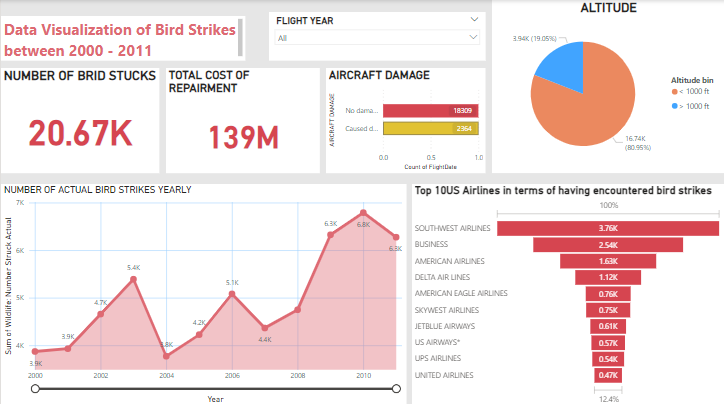 Data Visualization of Bird Strikes
between 2000 - 2011
FLIGHT YEAR
All
ALTITUDE
3.94K (19.05%)
16.74K
(80.95%)
Altitude bin
< 1000 ft
> 1000 ft
NUMBER OF BRID STUCKS
20.67K
TOTAL COST OF
REPAIRMENT
139M
AIRCRAFT DAMAGE
AIRCRAFT DAMAGE
No dama...
18309
Caused d...
2364
0.0
0.5
1.0
Count of FlightDate
NUMBER OF ACTUAL BIRD STRIKES YEARLY
Sum of Wildlife: Number Struck Actual
7K
6K
5K
4K
3.9K
3.9K
4.7K
5.4K
3.8K
4.2K
5.1K
4.4K
6.3K
6.8K
6.3K
2000
2002
2004
2006
2008
2010
Year
Top 10US Airlines in terms of having encountered bird strikes
100%
SOUTHWEST AIRLINES 3.76K
BUSINESS 2.54K
AMERICAN AIRLINES 1.63K
DELTA AIR LINES 1.12K
AMERICAN EAGLE AIRLINES 0.76K
SKYWEST AIRLINES 0.75K
JETBLUE AIRWAYS 0.61K
US AIRWAYS* 0.57K
UPS AIRLINES 0.54K
UNITED AIRLINES 0.47K
12.4%